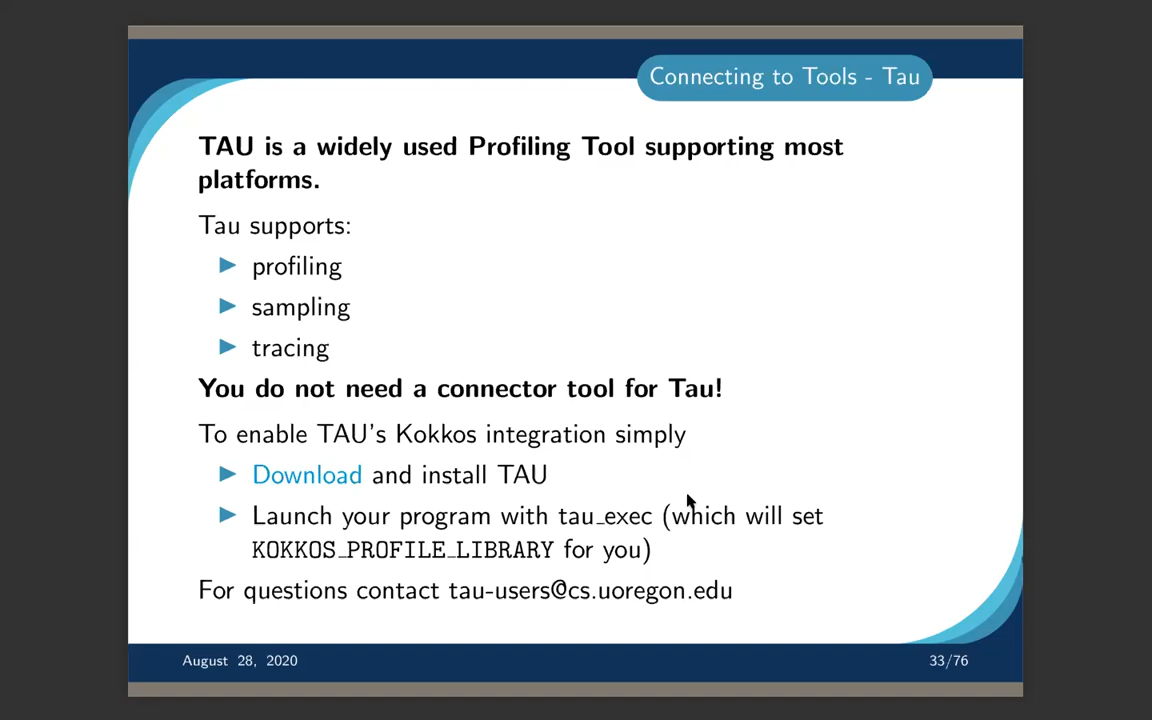 Connecting to Tools - Tau
TAU is a widely used Profiling Tool supporting most
platforms.
Tau supports:
profiling
sampling
tracing
You do not need a connector tool for Tau!
To enable TAU's Kokkos integration simply
Download and install TAU
Launch your program with tau_exec (which will set
KOKKOS_PROFILE_LIBRARY for you)
For questions contact tau-users@cs.uoregon.edu
August 28, 2020
33/76